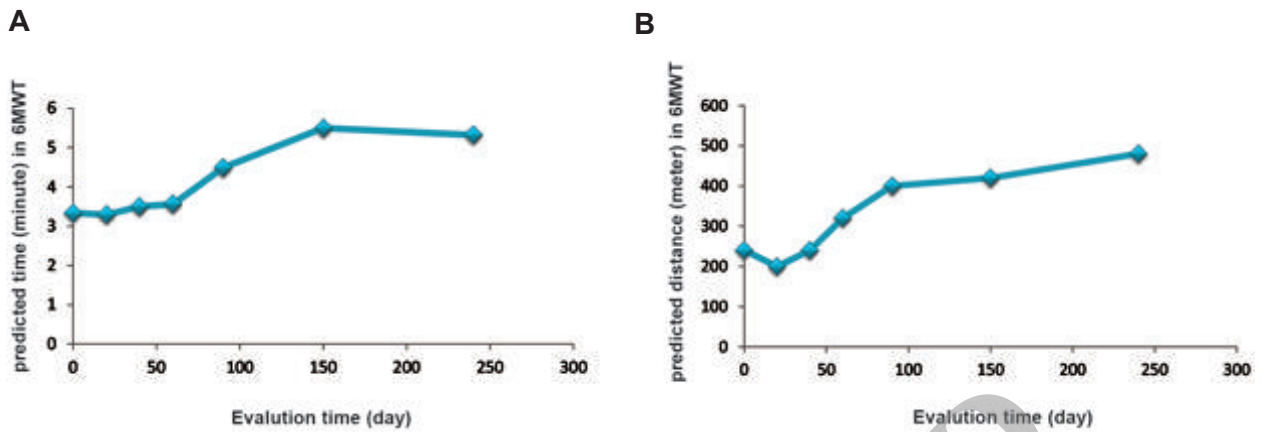 A
predicted time (minute) in 6MWT
6
5
4
3
2
1
0
0 50 100 150 200 250 300
Evalution time (day)
B
predicted distance (meter) in 6MWT
600
500
400
300
200
100
0
0 50 100 150 200 250 300
Evalution time (day)